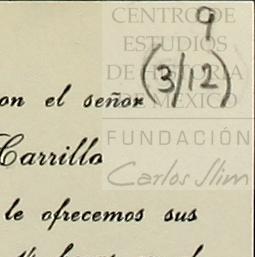 CENTRO DE
9
ESTUDIOS
DE HISTORIA
(3/12)
DE MÉXICO
on el señor
FUNDACIÓN
Carrillo
Carlos Slim
le ofrecemos sus